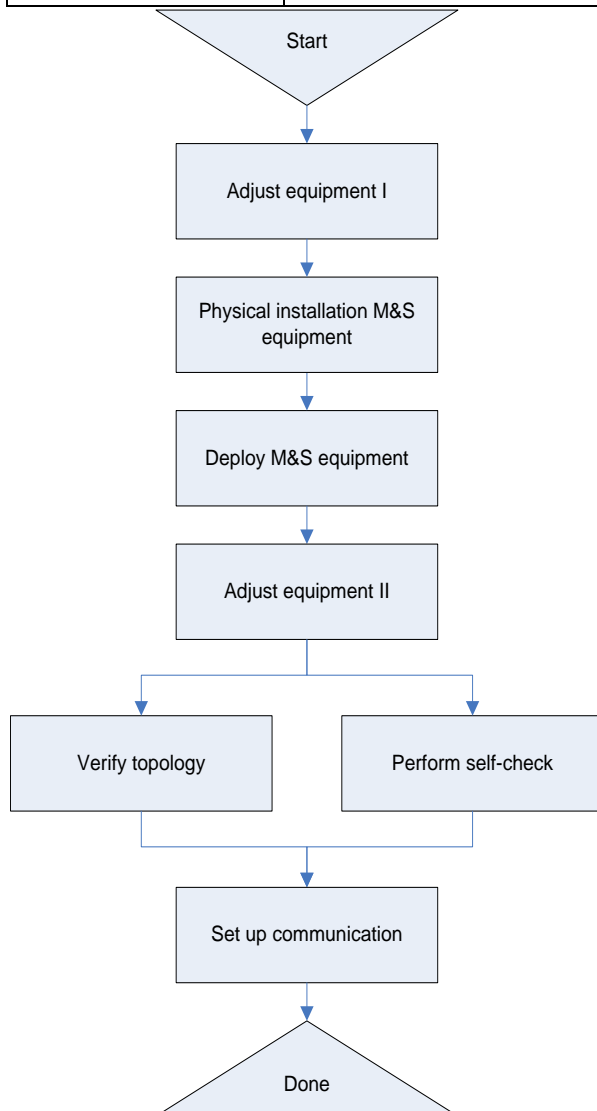 Start
Adjust equipment I
Physical installation M&S
equipment
Deploy M&S equipment
Adjust equipment II
Verify topology
Perform self-check
Set up communication
Done